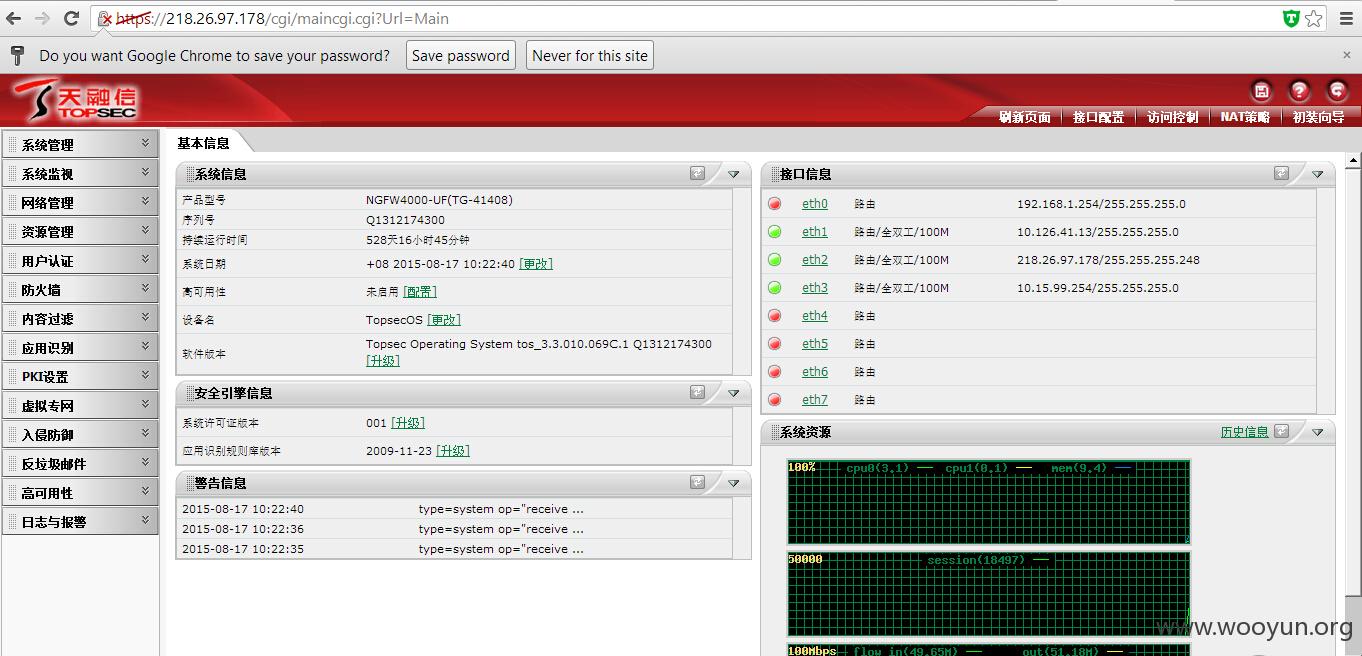 https://218.26.97.178/cgi/maincgi.cgi?Url=Main
Do you want Google Chrome to save your password? Save password Never for this site
天融信
TOPSEC
刷新页面 接口配置 访问控制 NAT策略 初装向导
系统管理
系统监视
网络管理
资源管理
用户认证
防火墙
内容过滤
应用识别
PKI设置
虚拟专网
入侵防御
反垃圾邮件
高可用性
日志与报警
基本信息
系统信息
产品型号 NGFW4000-UF(TG-41408)
序列号 Q1312174300
持续运行时间 528天16小时45分钟
系统日期 +08 2015-08-17 10:22:40 [更改]
高可用性 未启用 [配置]
设备名 TopsecOS [更改]
软件版本 Topsec Operating System tos_3.3.010.069C.1 Q1312174300
[升级]
安全引擎信息
系统许可证版本 001 [升级]
应用识别规则库版本 2009-11-23 [升级]
警告信息
2015-08-17 10:22:40 type=system op="receive ...
2015-08-17 10:22:36 type=system op="receive ...
2015-08-17 10:22:35 type=system op="receive ...
接口信息
eth0 路由 192.168.1.254/255.255.255.0
eth1 路由/全双工/100M 10.126.41.13/255.255.255.0
eth2 路由/全双工/100M 218.26.97.178/255.255.255.248
eth3 路由/全双工/100M 10.15.99.254/255.255.255.0
eth4 路由
eth5 路由
eth6 路由
eth7 路由
系统资源 历史信息
100% cpu0(3.1) cpu1(0.1) mem(9.4)
50000 session(18497)
100Mbps flow in(49.65M) out(51.18M)
www.wooyun.org